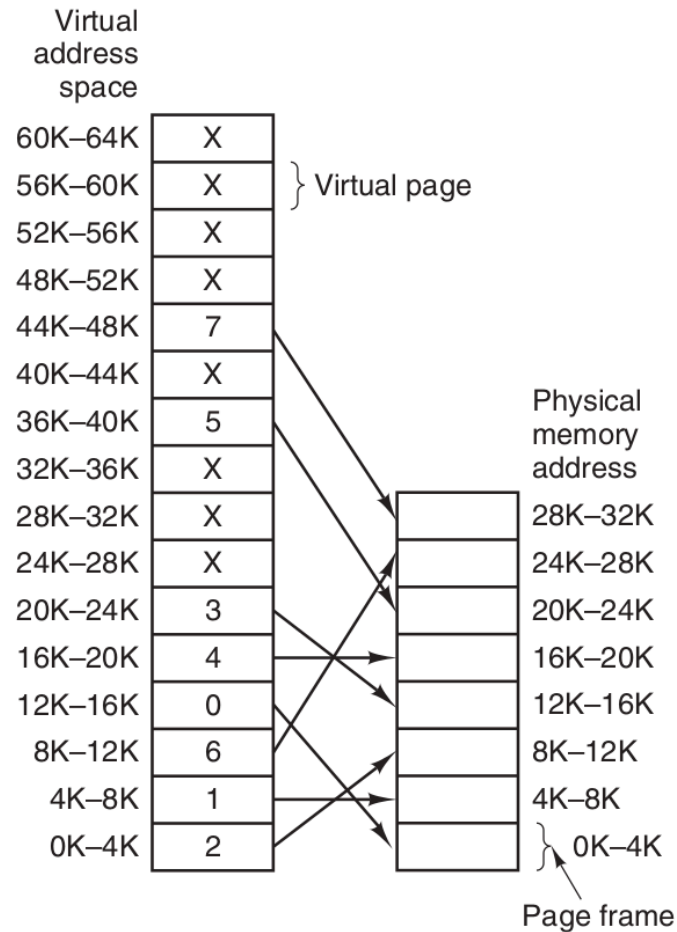 Virtual
address
space
60K–64K X
56K–60K X Virtual page
52K–56K X
48K–52K X
44K–48K 7
40K–44K X
36K–40K 5
32K–36K X
28K–32K X
24K–28K X
20K–24K 3
16K–20K 4
12K–16K 0
8K–12K 6
4K–8K 1
0K–4K 2
Physical
memory
address
28K–32K
24K–28K
20K–24K
16K–20K
12K–16K
8K–12K
4K–8K
0K–4K
Page frame